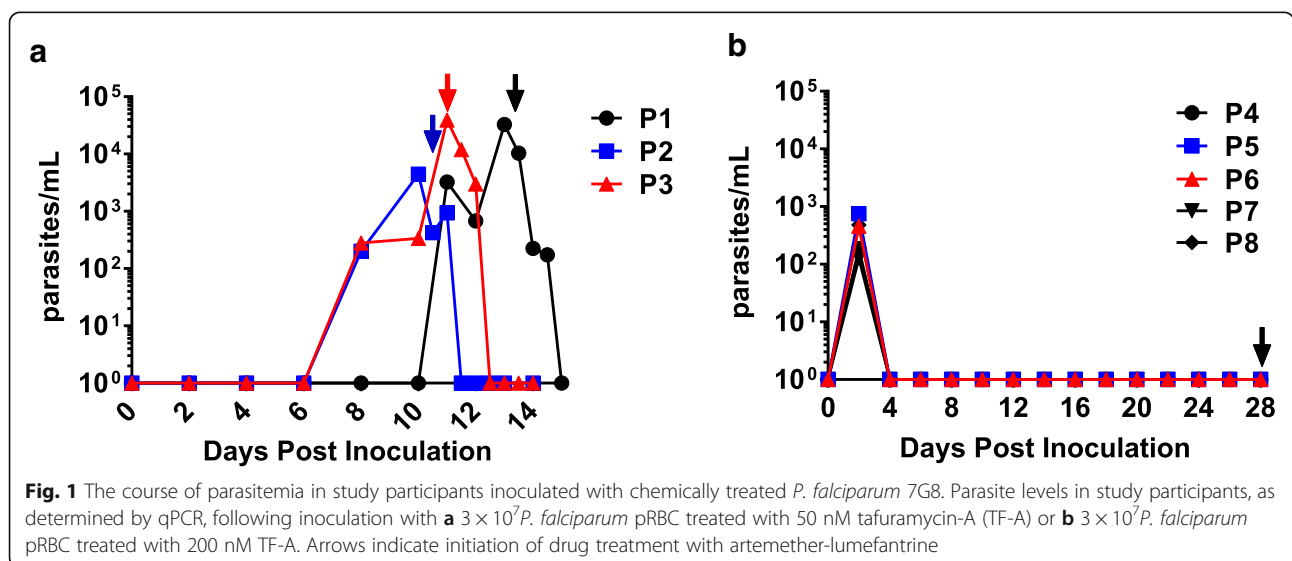 a
parasites/mL
10^5
10^4
10^3
10^2
10^1
10^0
0 2 4 6 8 10 12 14
Days Post Inoculation
P1
P2
P3
b
parasites/mL
10^5
10^4
10^3
10^2
10^1
10^0
0 4 8 12 16 20 24 28
Days Post Inoculation
P4
P5
P6
P7
P8
Fig. 1 The course of parasitemia in study participants inoculated with chemically treated P. falciparum 7G8. Parasite levels in study participants, as
determined by qPCR, following inoculation with a 3 × 10^7P. falciparum pRBC treated with 50 nM tafuramycin-A (TF-A) or b 3 × 10^7P. falciparum
pRBC treated with 200 nM TF-A. Arrows indicate initiation of drug treatment with artemether-lumefantrine